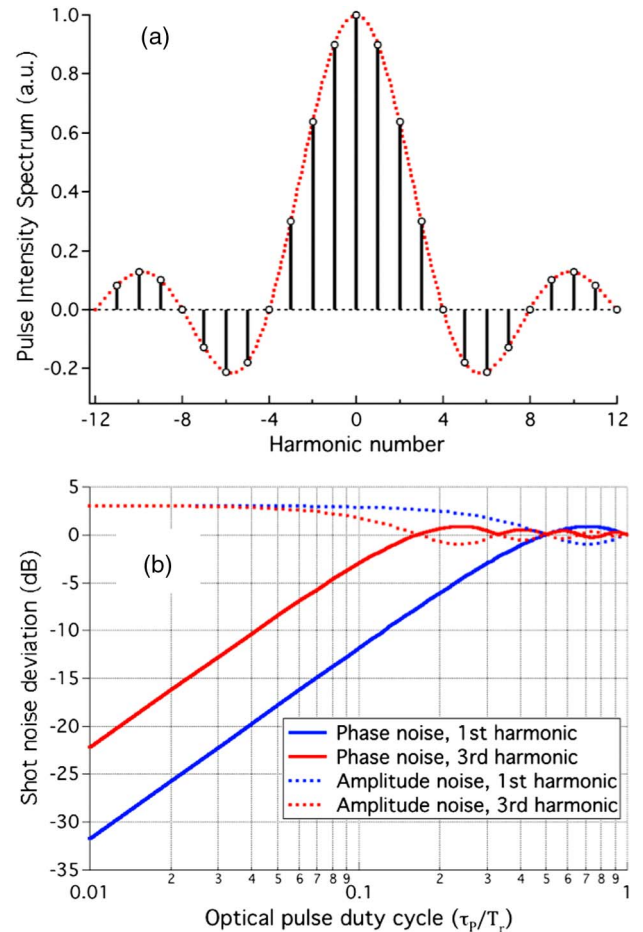 (a)
Pulse Intensity Spectrum (a.u.)
1.0
0.8
0.6
0.4
0.2
0.0
-0.2
-12 -8 -4 0 4 8 12
Harmonic number
(b)
Shot noise deviation (dB)
5
0
-5
-10
-15
-20
-25
-30
-35
Phase noise, 1st harmonic
Phase noise, 3rd harmonic
Amplitude noise, 1st harmonic
Amplitude noise, 3rd harmonic
0.01 2 3 4 5 6 7 8 9 0.1 2 3 4 5 6 7 8 9 1
Optical pulse duty cycle (τP/Tr)